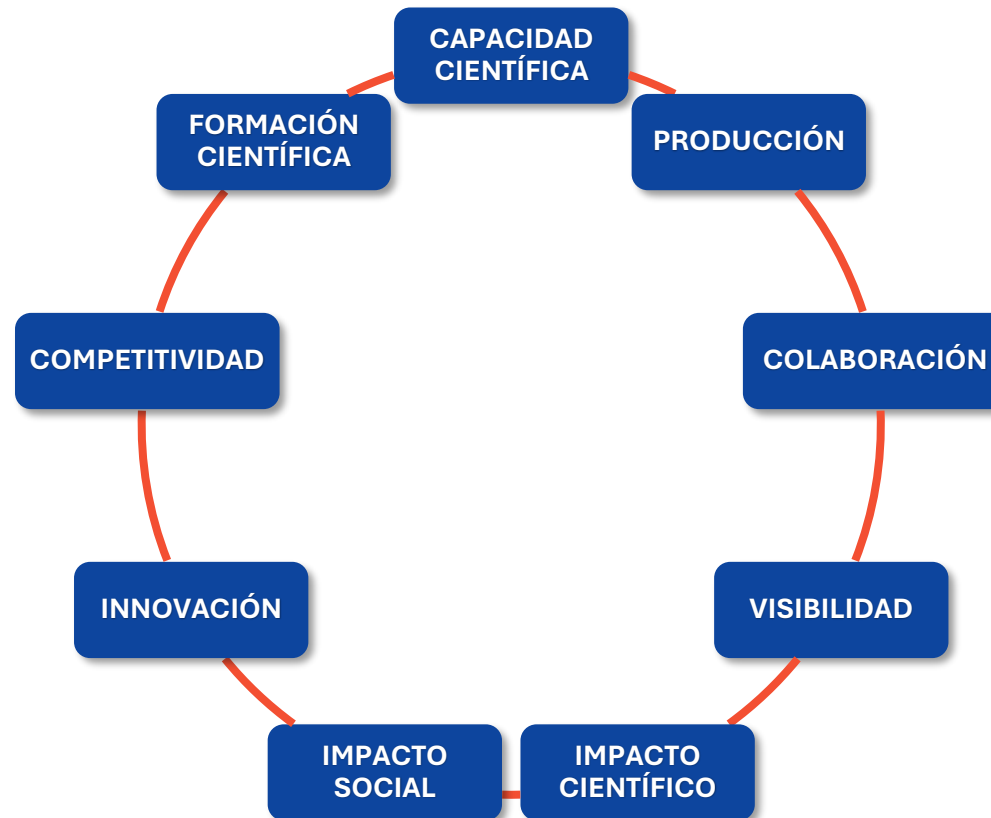 CAPACIDAD
CIENTÍFICA
PRODUCCIÓN
COLABORACIÓN
VISIBILIDAD
IMPACTO
CIENTÍFICO
IMPACTO
SOCIAL
INNOVACIÓN
COMPETITIVIDAD
FORMACIÓN
CIENTÍFICA